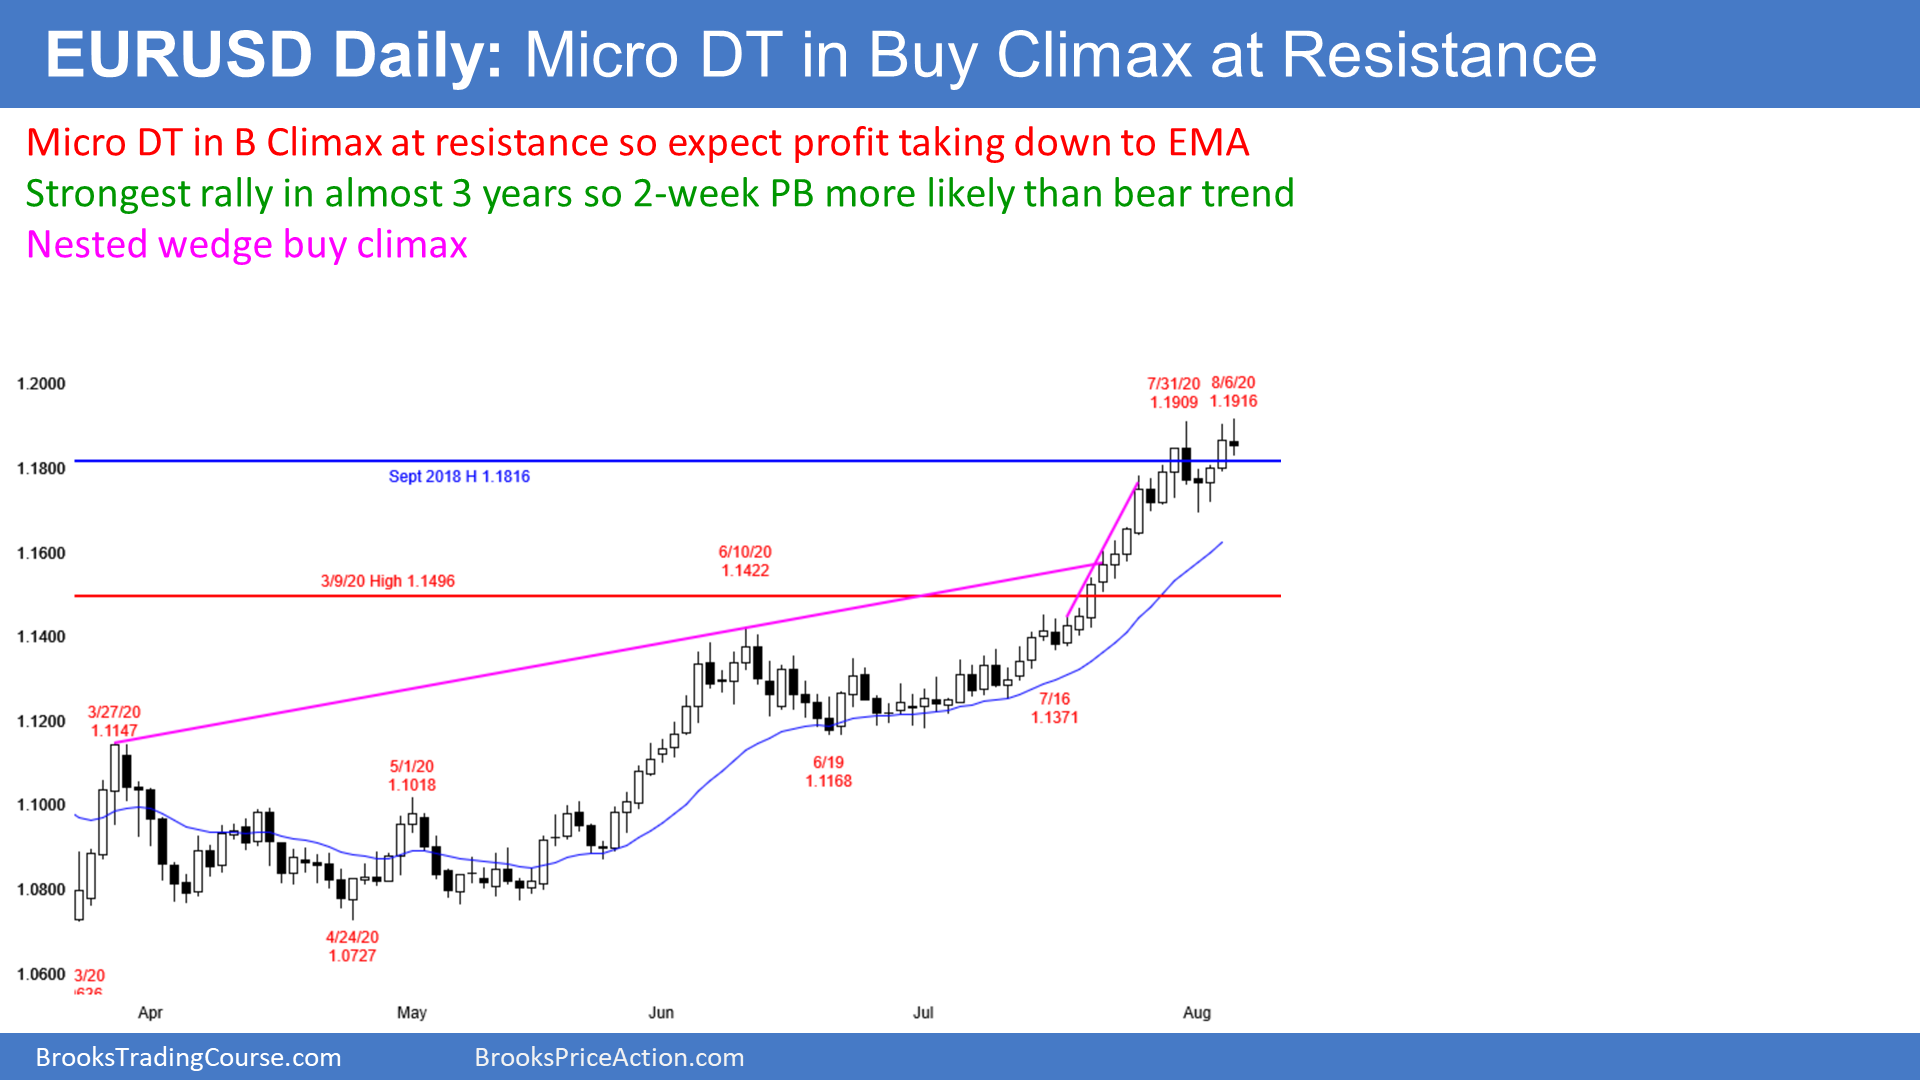 EURUSD Daily: Micro DT in Buy Climax at Resistance
Micro DT in B Climax at resistance so expect profit taking down to EMA
Strongest rally in almost 3 years so 2-week PB more likely than bear trend
Nested wedge buy climax
1.2000
7/31/20
1.1909
8/6/20
1.1916
1.1800
Sept 2018 H 1.1816
1.1600
6/10/20
1.1422
3/9/20 High 1.1496
1.1400
7/16
1.1371
1.1200
3/27/20
1.1147
6/19
1.1168
5/1/20
1.1018
1.1000
1.0800
4/24/20
1.0727
1.0600
3/20
Apr
May
Jun
Jul
Aug
BrooksTradingCourse.com
BrooksPriceAction.com